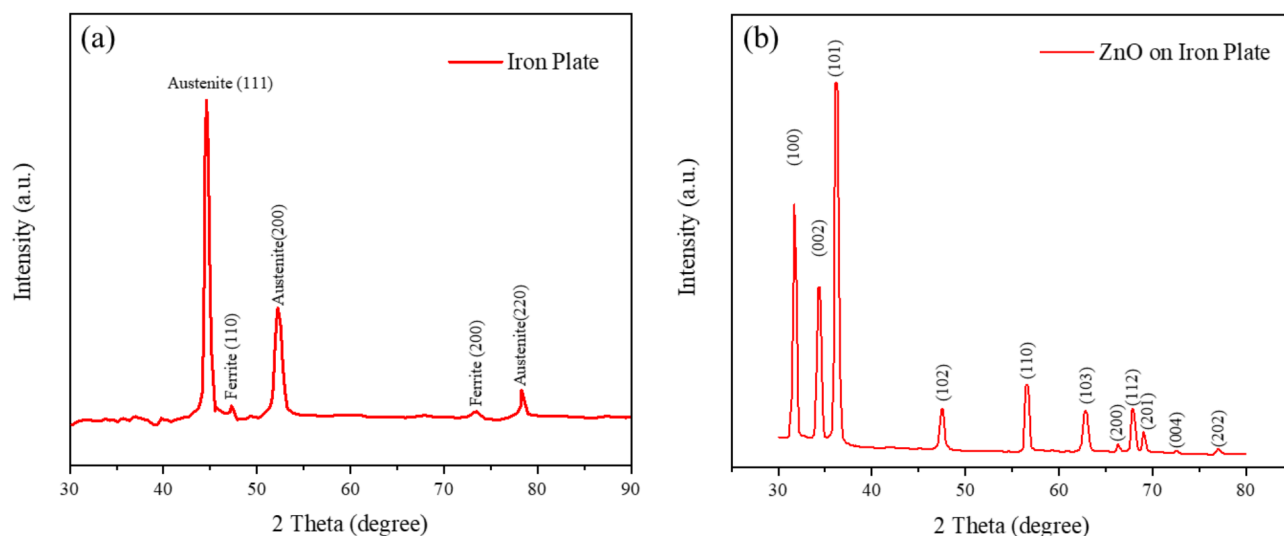 (a)
Iron Plate
Austenite (111)
Ferrite (110)
Austenite(200)
Ferrite (200)
Austenite(220)
Intensity (a.u.)
30 40 50 60 70 80 90
2 Theta (degree)
(b)
ZnO on Iron Plate
(100)
(002)
(101)
(102)
(110)
(103)
(200)
(112)
(201)
(004)
(202)
Intensity (a.u.)
30 40 50 60 70 80
2 Theta (degree)